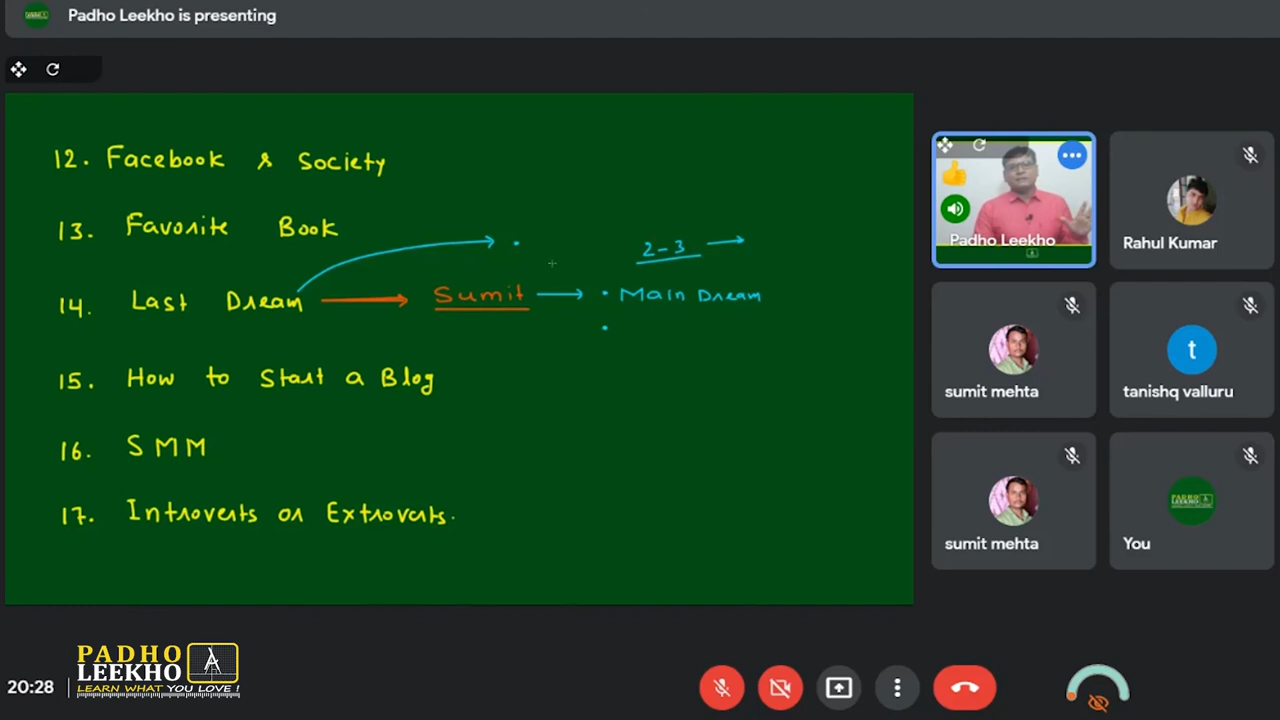 Padho Leekho is presenting
12. Facebook & Society
13. Favorite Book
2-3
14. Last Dream
Sumit
Main Dream
15. How to Start a Blog
16. SMM
17. Introverts or Extroverts.
Padho Leekho
Rahul Kumar
sumit mehta
t
tanishq valluru
sumit mehta
PADHO
LEEKHO
You
20:28
PADHO
LEEKHO
LEARN WHAT YOU LOVE!